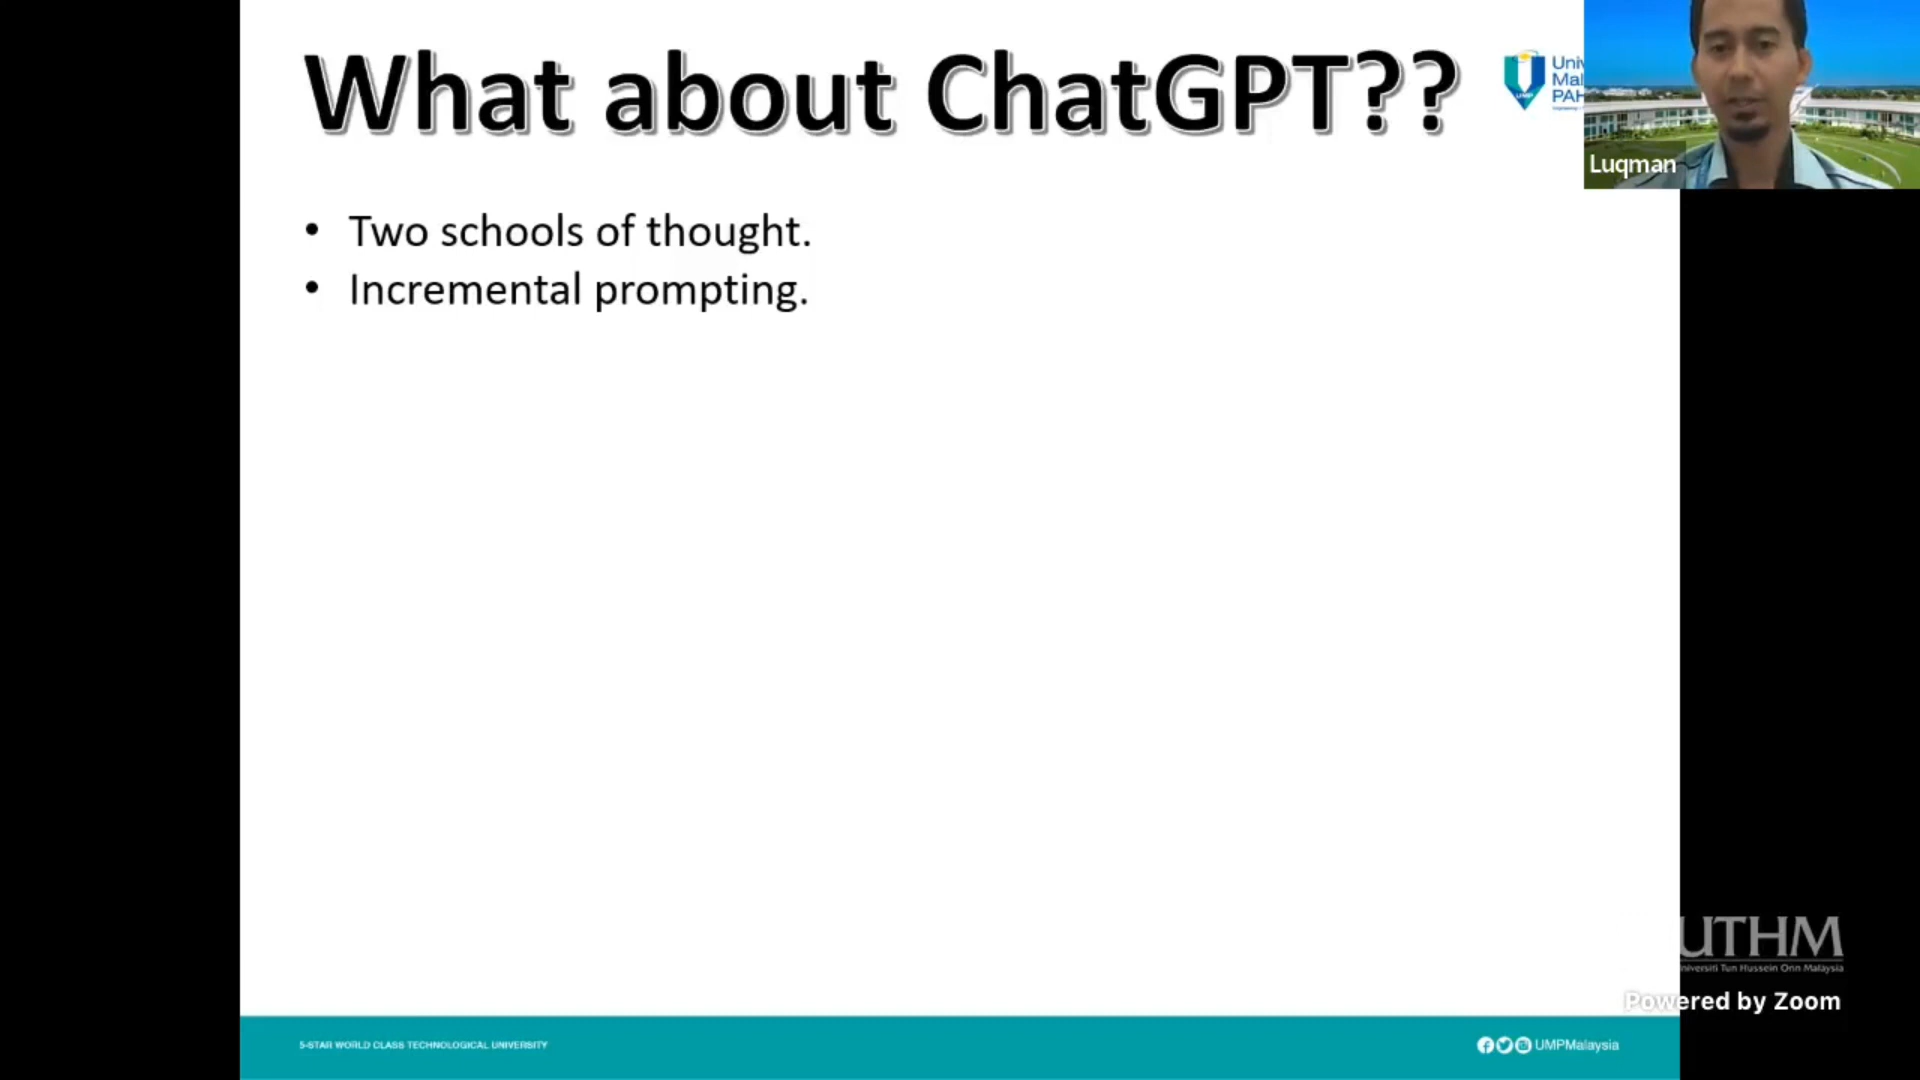 What about ChatGPT??
Luqman
• Two schools of thought.
• Incremental prompting.
UTHM
Universiti Tun Hussein Onn Malaysia
Powered by Zoom
5-STAR WORLD CLASS TECHNOLOGICAL UNIVERSITY
UMPMalaysia